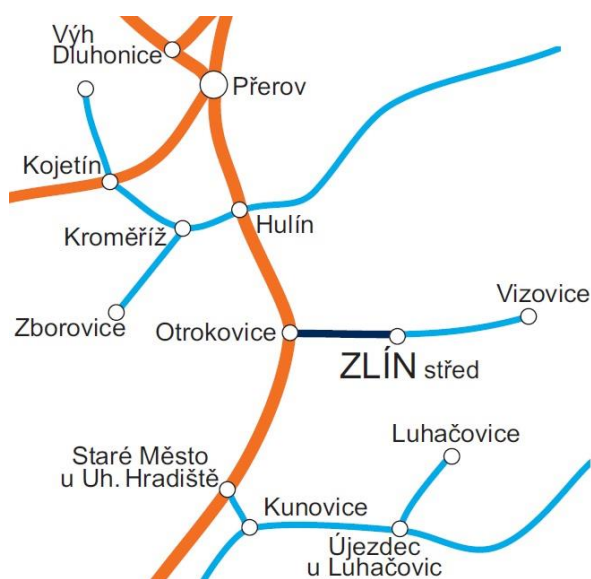 Výh
Dluhonice
Přerov
Kojetín
Hulín
Kroměříž
Vizovice
Zborovice
Otrokovice
ZLÍN střed
Luhačovice
Staré Město
u Uh. Hradiště
Kunovice
Újezdec
u Luhačovic